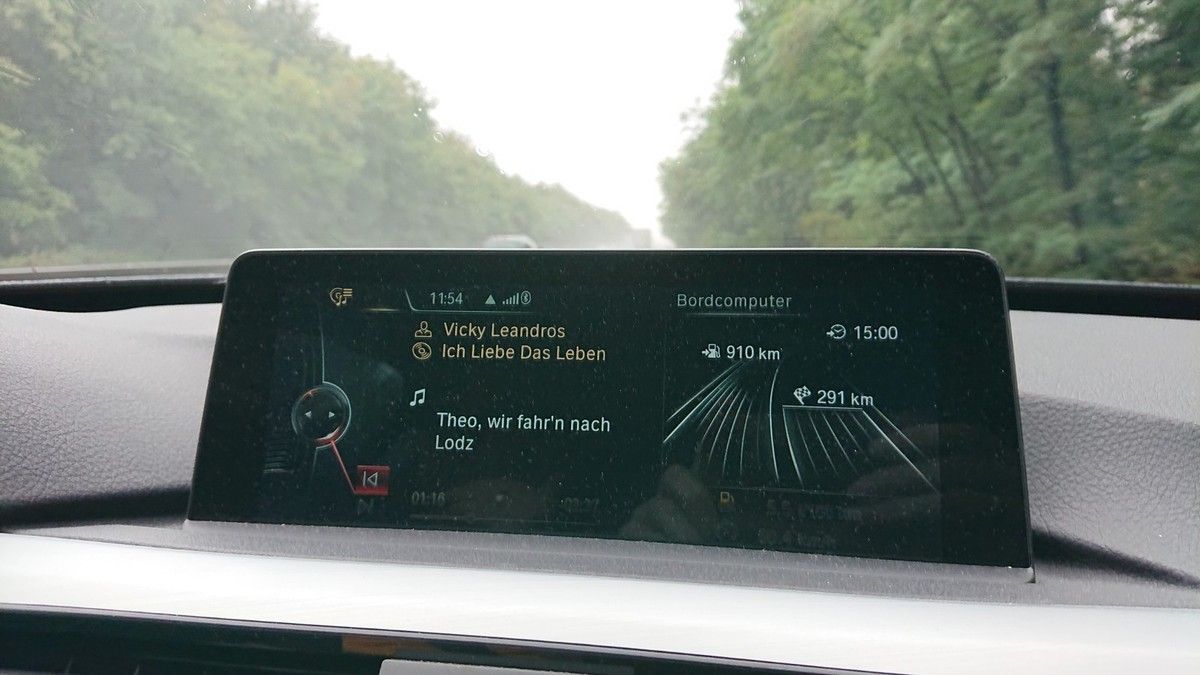 11:54
Vicky Leandros
Ich Liebe Das Leben
Theo, wir fahr'n nach
Lodz
01:16
Bordcomputer
15:00
910 km
291 km